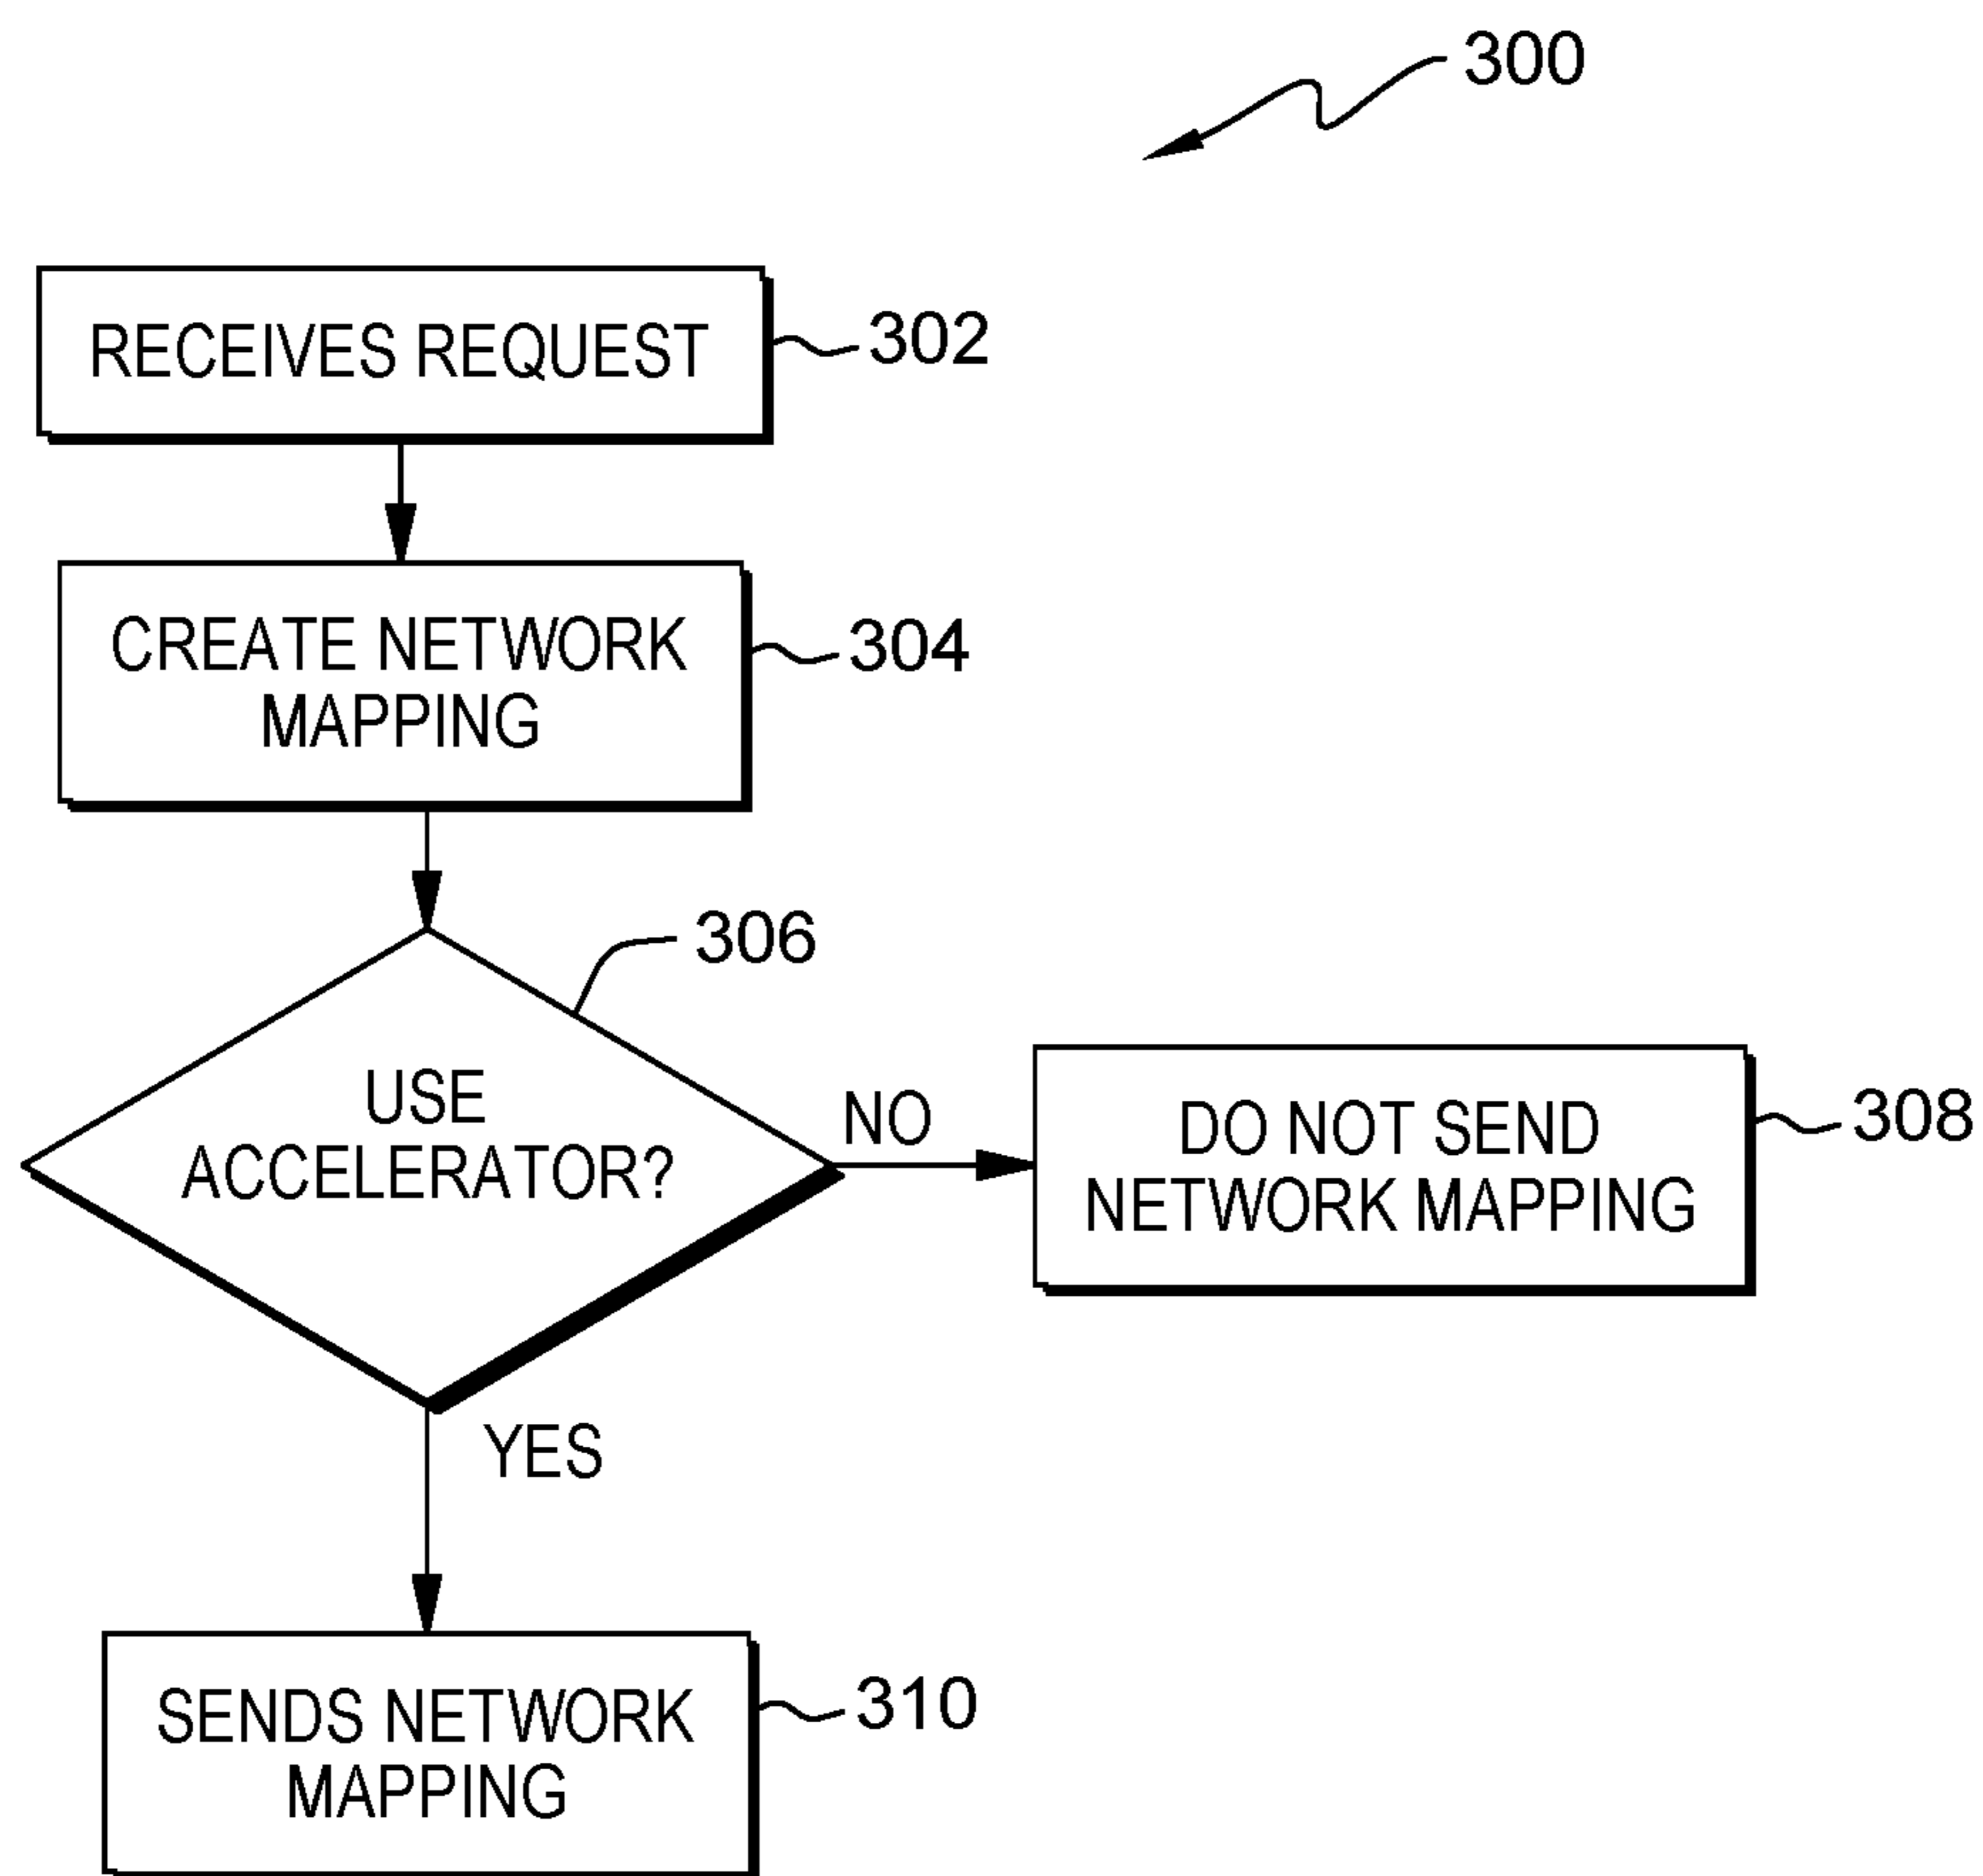 300
RECEIVES REQUEST
302
CREATE NETWORK
MAPPING
304
306
USE
ACCELERATOR?
NO
DO NOT SEND
NETWORK MAPPING
308
YES
SENDS NETWORK
MAPPING
310